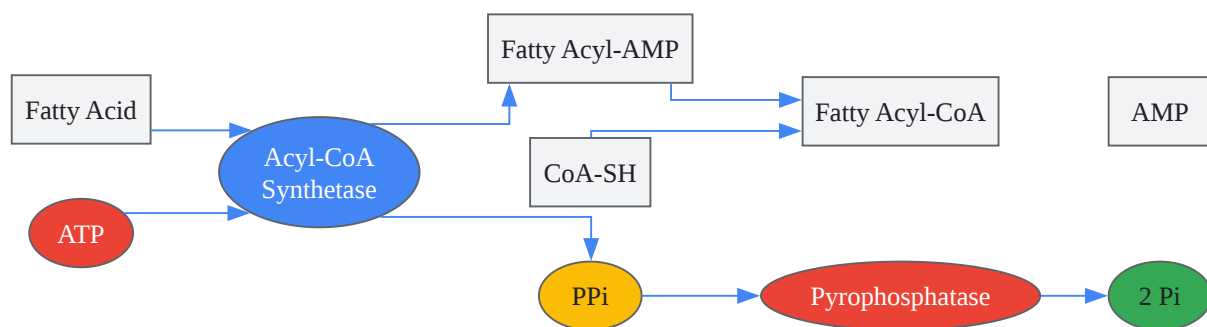 Fatty Acyl-AMP
Fatty Acid
Fatty Acyl-CoA
AMP
Acyl-CoA
Synthetase
CoA-SH
ATP
PPi
Pyrophosphatase
2 Pi